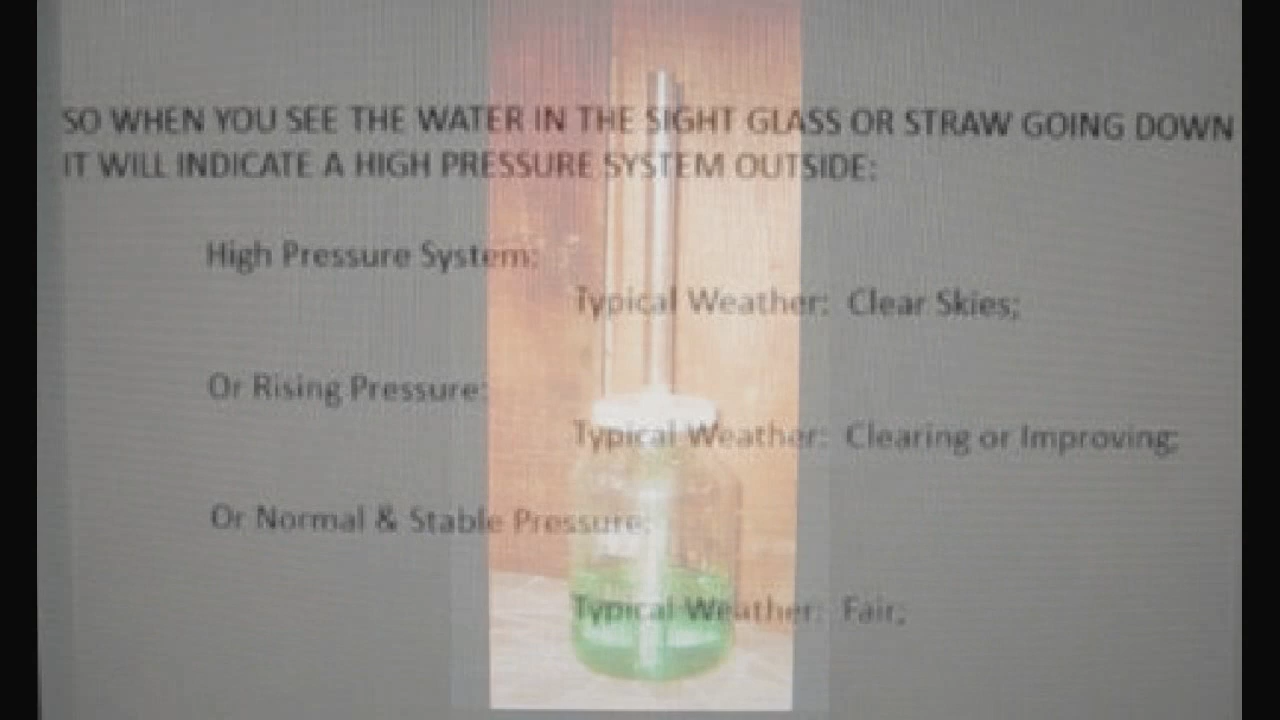 SO WHEN YOU SEE THE WATER IN THE SIGHT GLASS OR STRAW GOING DOWN
IT WILL INDICATE A HIGH PRESSURE SYSTEM OUTSIDE:
High Pressure System:
Typical Weather: Clear Skies;
Or Rising Pressure:
Typical Weather: Clearing or Improving;
Or Normal & Stable Pressure:
Typical Weather: Fair;